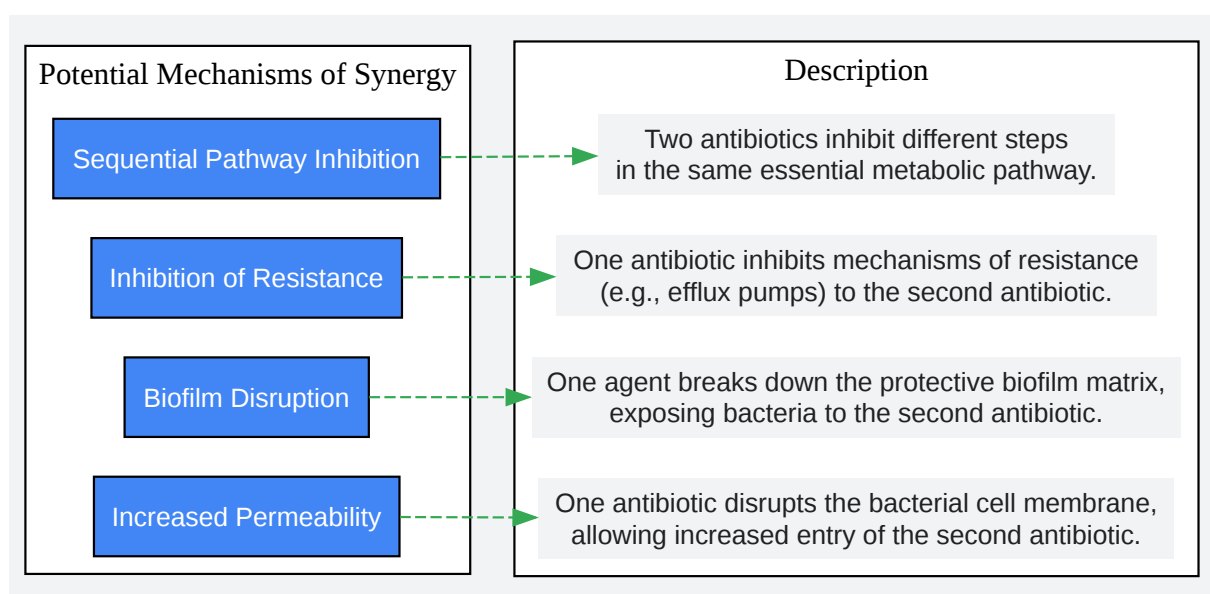 Potential Mechanisms of Synergy
Description
Sequential Pathway Inhibition
Two antibiotics inhibit different steps
in the same essential metabolic pathway.
Inhibition of Resistance
One antibiotic inhibits mechanisms of resistance
(e.g., efflux pumps) to the second antibiotic.
Biofilm Disruption
One agent breaks down the protective biofilm matrix,
exposing bacteria to the second antibiotic.
Increased Permeability
One antibiotic disrupts the bacterial cell membrane,
allowing increased entry of the second antibiotic.